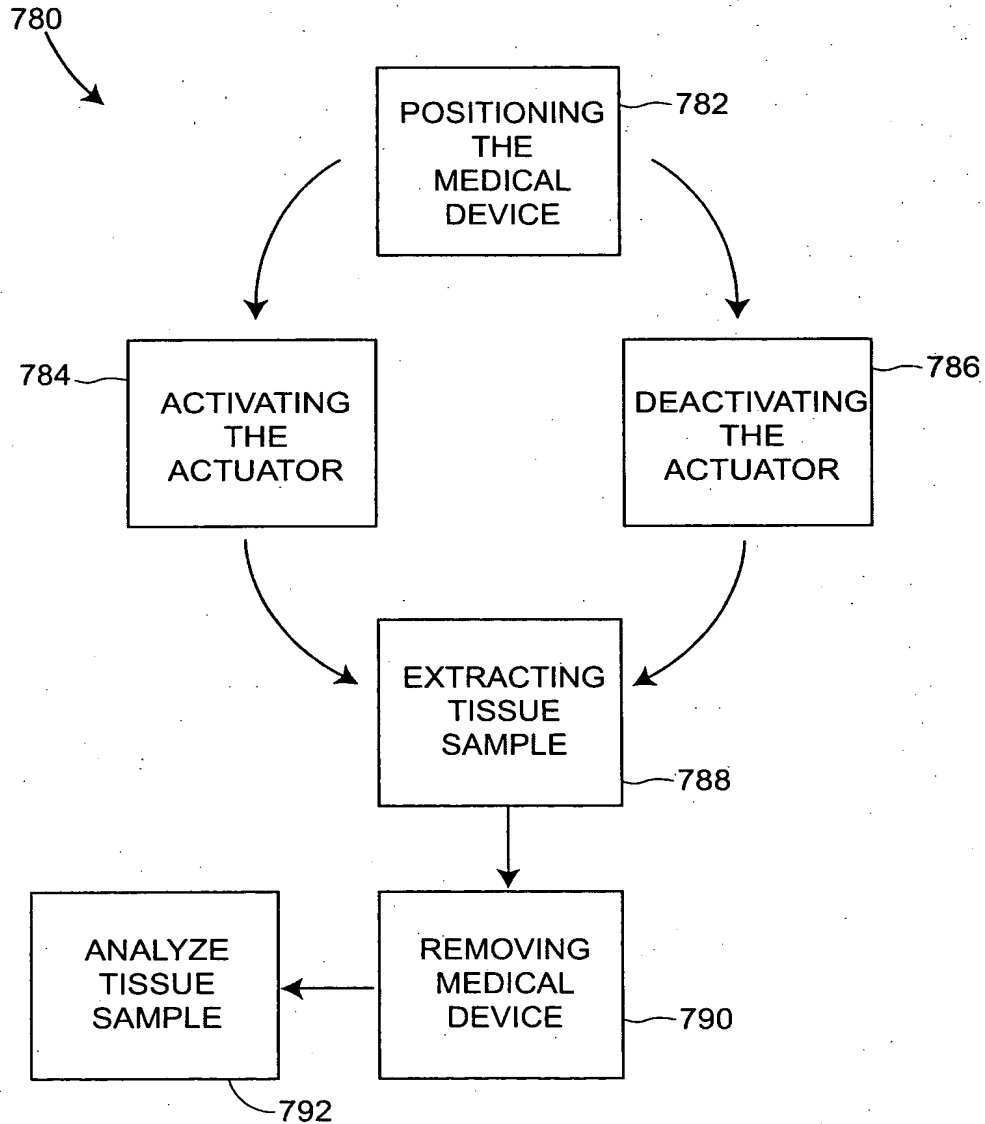 780
POSITIONING
THE
MEDICAL
DEVICE
782
784
ACTIVATING
THE
ACTUATOR
DEACTIVATING
THE
ACTUATOR
786
EXTRACTING
TISSUE
SAMPLE
788
ANALYZE
TISSUE
SAMPLE
792
REMOVING
MEDICAL
DEVICE
790